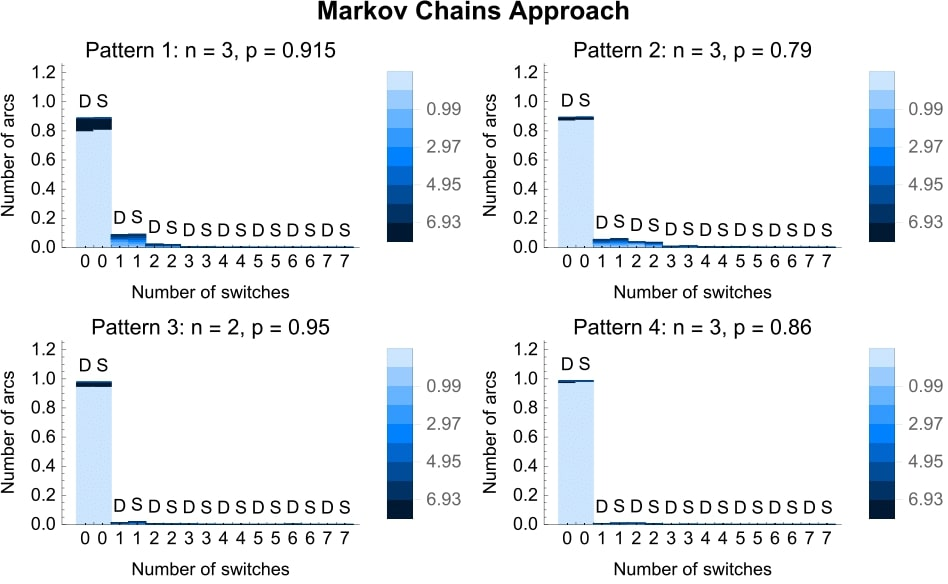 Markov Chains Approach
Pattern 1: n = 3, p = 0.915
Number of arcs
1.2
1.0
0.8
0.6
0.4
0.2
0.0
D S
D S D S D S D S D S D S D S
0 0 1 1 2 2 3 3 4 4 5 5 6 6 7 7
Number of switches
0.99
2.97
4.95
6.93
Pattern 2: n = 3, p = 0.79
Number of arcs
1.2
1.0
0.8
0.6
0.4
0.2
0.0
D S
D S D S D S D S D S D S D S
0 0 1 1 2 2 3 3 4 4 5 5 6 6 7 7
Number of switches
0.99
2.97
4.95
6.93
Pattern 3: n = 2, p = 0.95
Number of arcs
1.2
1.0
0.8
0.6
0.4
0.2
0.0
D S
D S D S D S D S D S D S D S
0 0 1 1 2 2 3 3 4 4 5 5 6 6 7 7
Number of switches
0.99
2.97
4.95
6.93
Pattern 4: n = 3, p = 0.86
Number of arcs
1.2
1.0
0.8
0.6
0.4
0.2
0.0
D S
D S D S D S D S D S D S D S
0 0 1 1 2 2 3 3 4 4 5 5 6 6 7 7
Number of switches
0.99
2.97
4.95
6.93